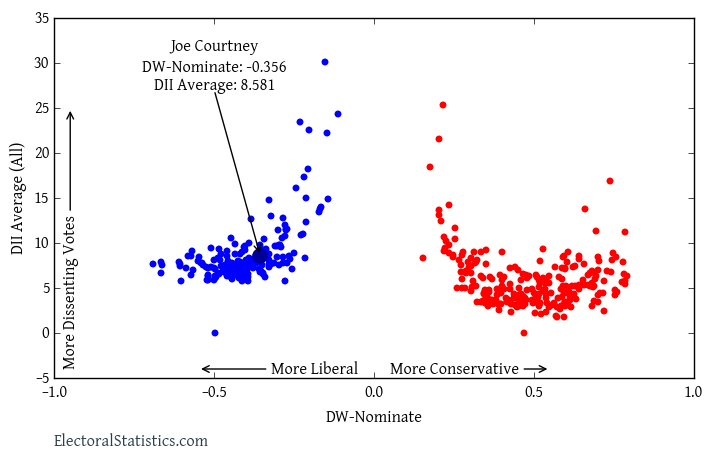 Joe Courtney
DW-Nominate: -0.356
DII Average: 8.581
35
30
25
20
15
10
5
0
−5
DII Average (All)
More Dissenting Votes
More Liberal
More Conservative
−1.0
−0.5
0.0
0.5
1.0
DW-Nominate
ElectoralStatistics.com